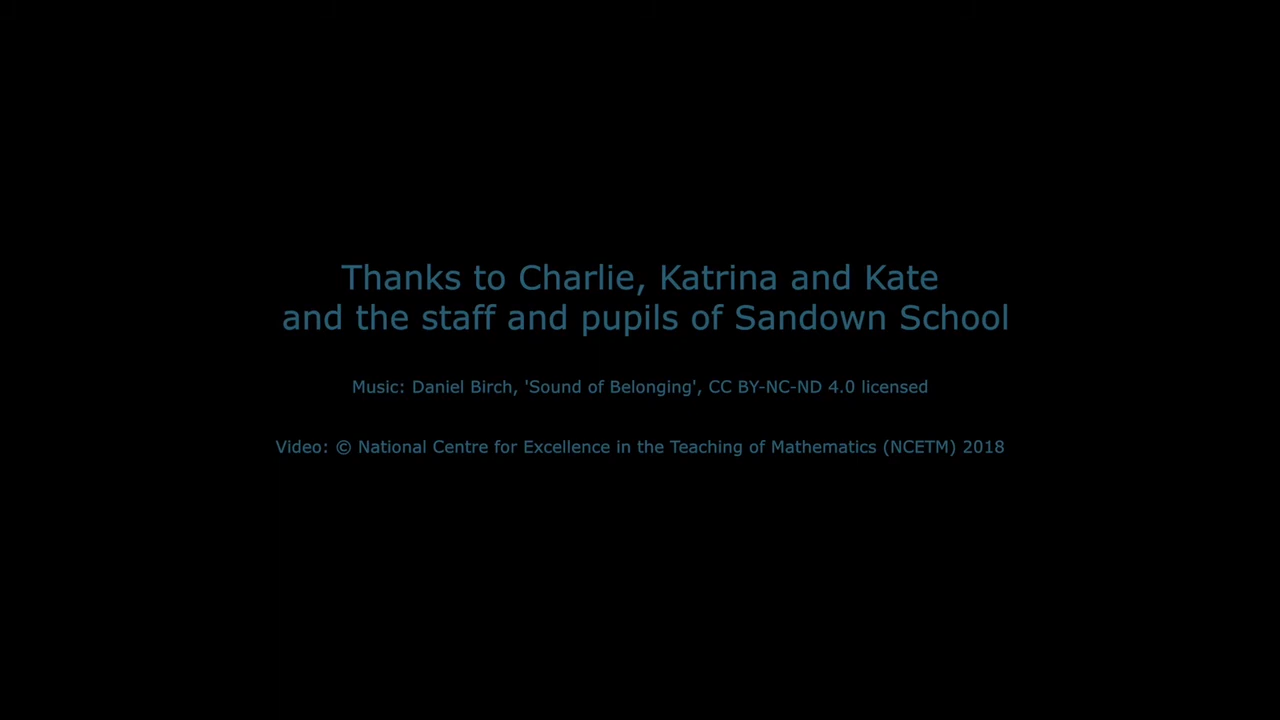 Thanks to Charlie, Katrina and Kate
and the staff and pupils of Sandown School
Music: Daniel Birch, 'Sound of Belonging', CC BY-NC-ND 4.0 licensed
Video: © National Centre for Excellence in the Teaching of Mathematics (NCETM) 2018